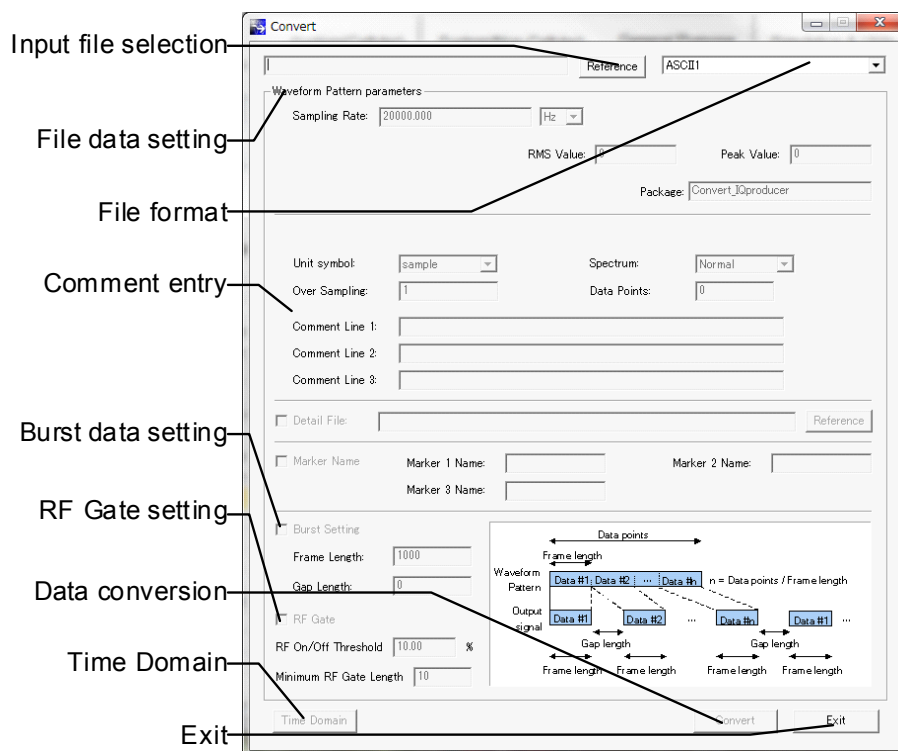 Convert
Input file selection
Reference
ASCII1
Waveform Pattern parameters
Sampling Rate: 20000.000 Hz
File data setting
RMS Value: Peak Value: 0
Package: Convert_IQproducer
File format
Unit symbol: sample Spectrum: Normal
Comment entry
Over Sampling: 1 Data Points: 0
Comment Line 1:
Comment Line 2:
Comment Line 3:
Detail File: Reference
Burst data setting
Marker Name Marker 1 Name: Marker 2 Name:
Marker 3 Name:
RF Gate setting
Burst Setting
Frame Length: 1000
Gap Length: 0
Data conversion
RF Gate
RF On/Off Threshold 10.00 %
Time Domain
Minimum RF Gate Length 10
Data points
Frame length
Waveform Pattern
Data #1 Data #2 ... Data #n n = Data points / Frame length
Output signal
Data #1 Data #2 ... Data #n Data #1 ...
Gap length Gap length
Frame length Frame length Frame length Frame length
Time Domain Convert Exit
Exit